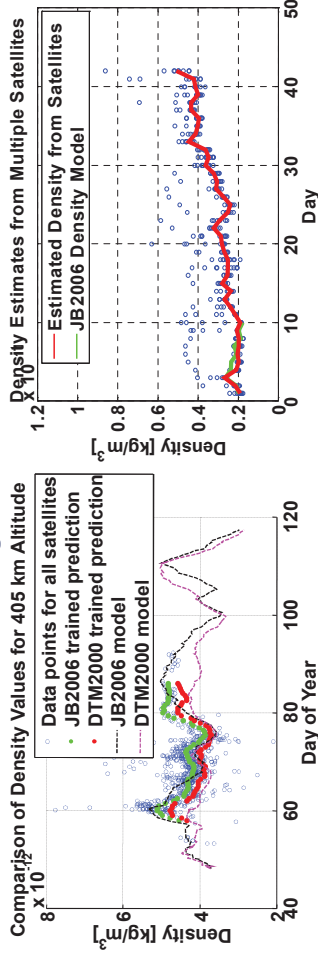 Comparison of Density Values for 405 km Altitude
x 10-12
Density [kg/m3]
8
6
4
2
Data points for all satellites
JB2006 trained prediction
DTM2000 trained prediction
JB2006 model
DTM2000 model
40 60 80 100 120
Day of Year
Density Estimates from Multiple Satellites
x 10
Density [kg/m3]
1.2
1
0.8
0.6
0.4
0.2
0
Estimated Density from Satellites
JB2006 Density Model
0 10 20 30 40 50
Day